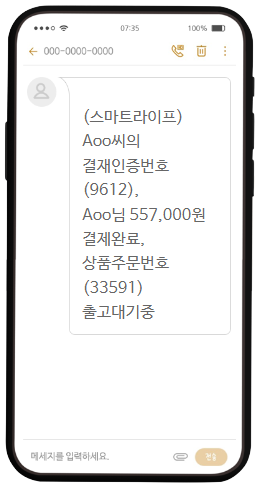 07:35
100%
000-0000-0000
(스마트라이프)
Aoo씨의
결재인증번호
(9612),
Aoo님 557,000원
결제완료,
상품주문번호
(33591)
출고대기중
메세지를 입력하세요.
전송